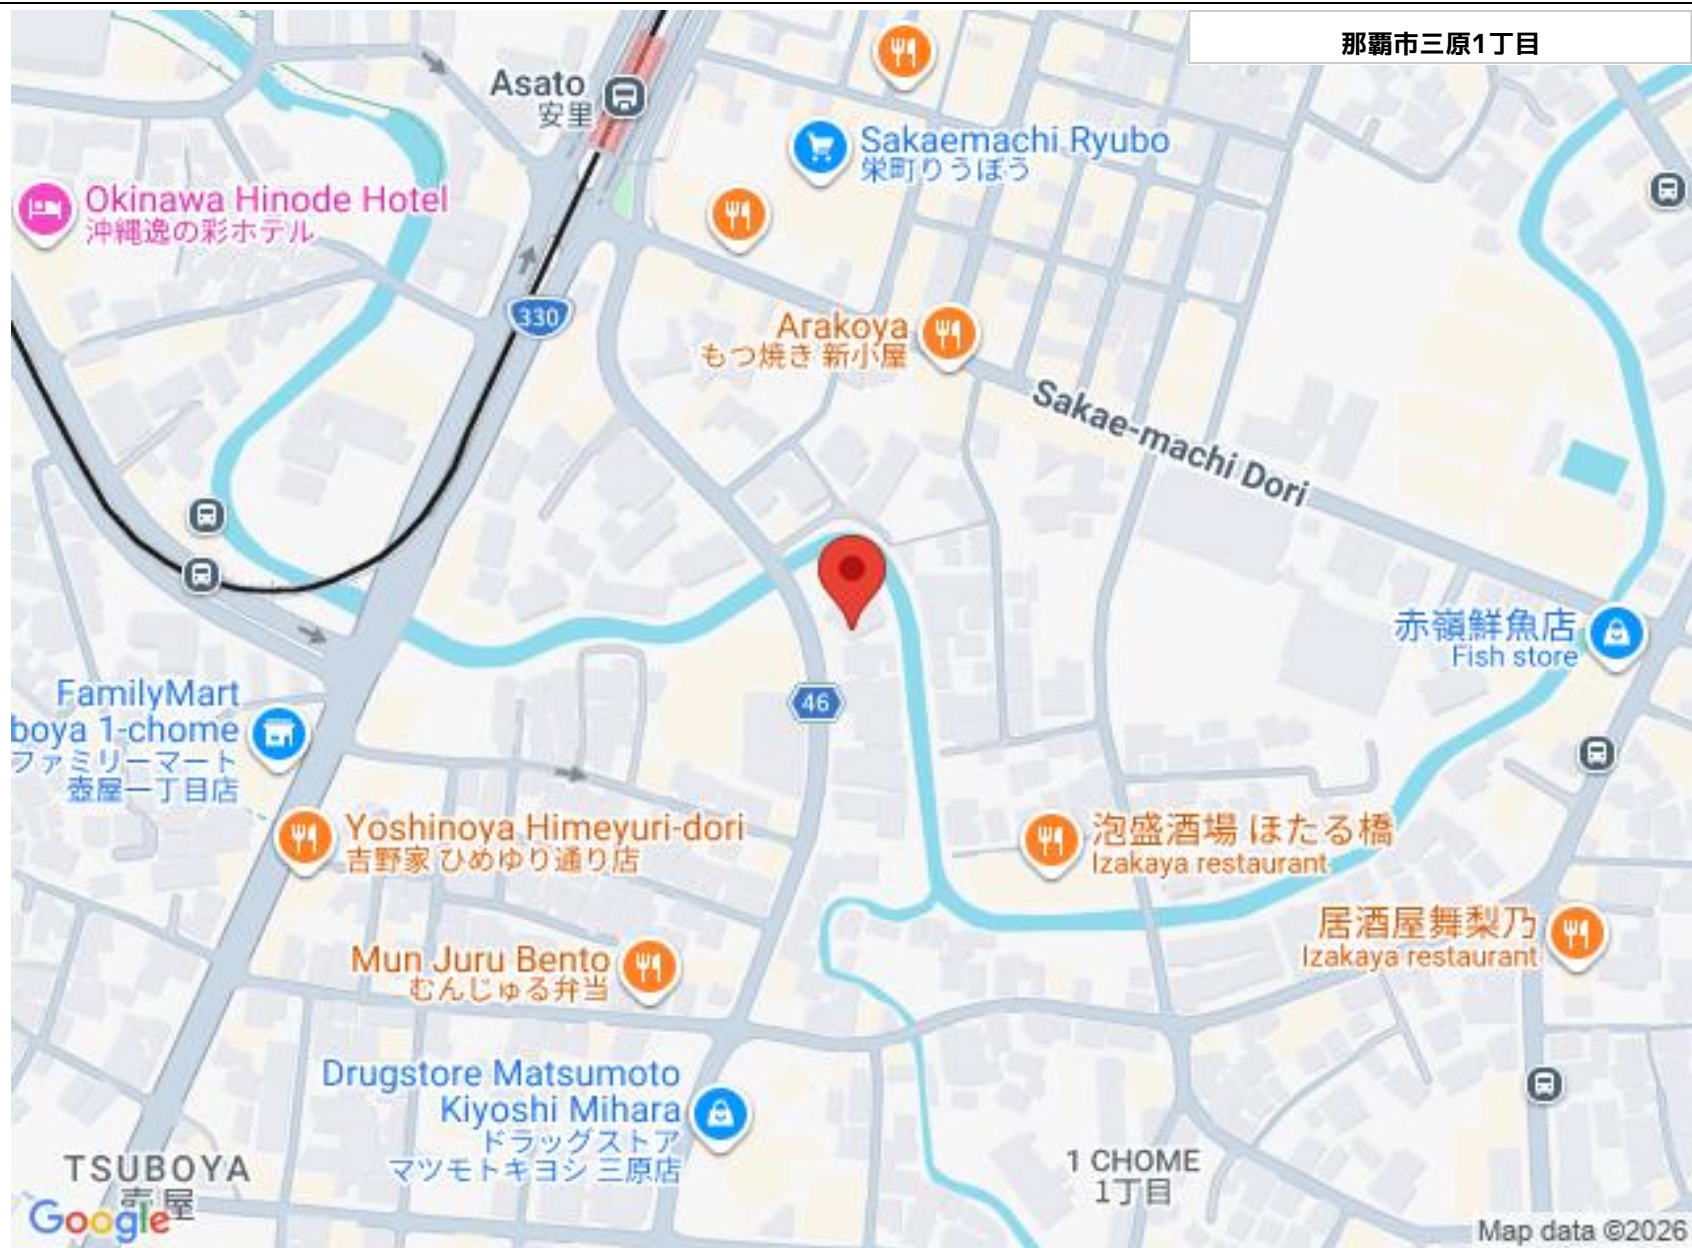 那覇市三原1丁目
Asato
安里
Sakaemachi Ryubo
栄町りうぼう
Okinawa Hinode Hotel
沖縄逸の彩ホテル
330
Arakoya
もつ焼き 新小屋
Sakae-machi Dori
赤嶺鮮魚店
Fish store
FamilyMart
boya 1-chome
ファミリーマート
壺屋一丁目店
46
Yoshinoya Himeyuri-dori
吉野家 ひめゆり通り店
泡盛酒場 ほたる橋
Izakaya restaurant
居酒屋舞梨乃
Izakaya restaurant
Mun Juru Bento
むんじゅる弁当
Drugstore Matsumoto
Kiyoshi Mihara
ドラッグストア
マツモトキヨシ 三原店
TSUBOYA
壺屋
1 CHOME
1丁目
Google
Map data ©2026